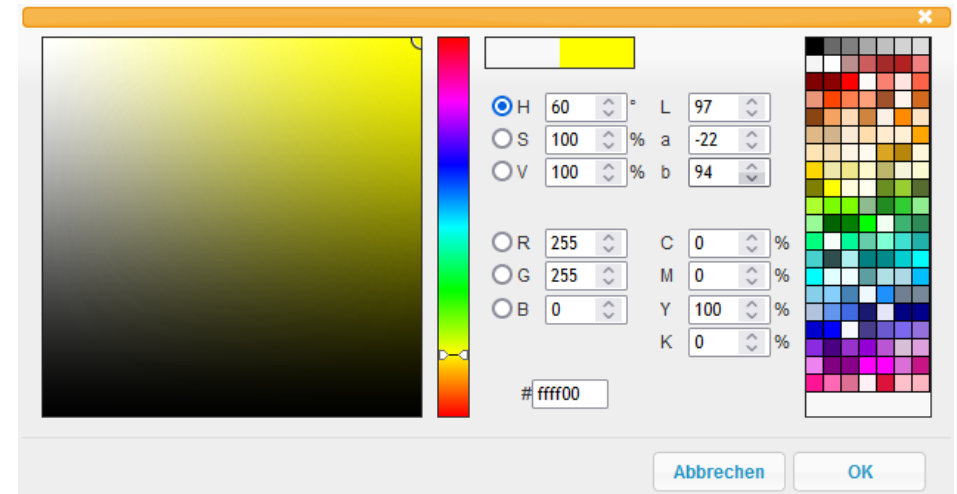 H 60 ° L 97
S 100 % a -22
V 100 % b 94
R 255 C 0 %
G 255 M 0 %
B 0 Y 100 %
K 0 %
# ffff00
Abbrechen OK